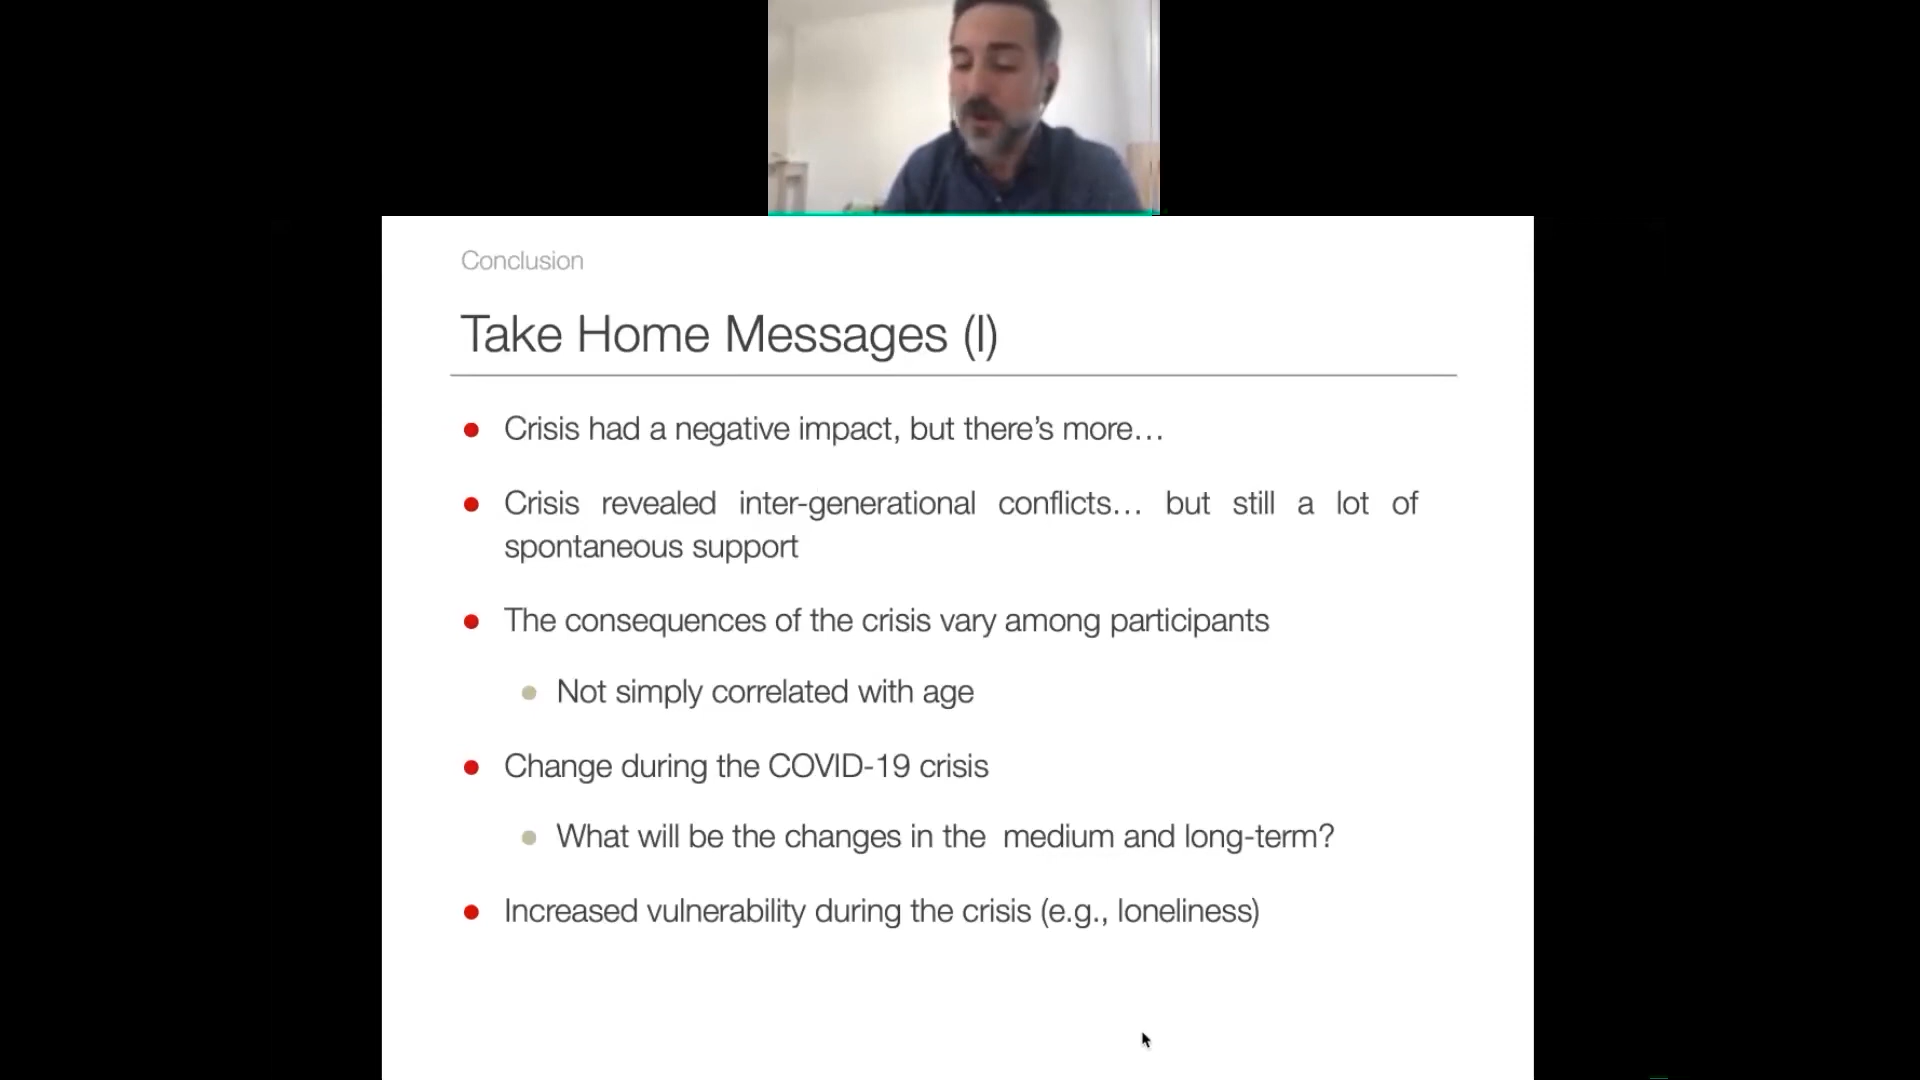 Conclusion
Take Home Messages (I)
Crisis had a negative impact, but there's more…
Crisis revealed inter-generational conflicts… but still a lot of
spontaneous support
The consequences of the crisis vary among participants
Not simply correlated with age
Change during the COVID-19 crisis
What will be the changes in the medium and long-term?
Increased vulnerability during the crisis (e.g., loneliness)